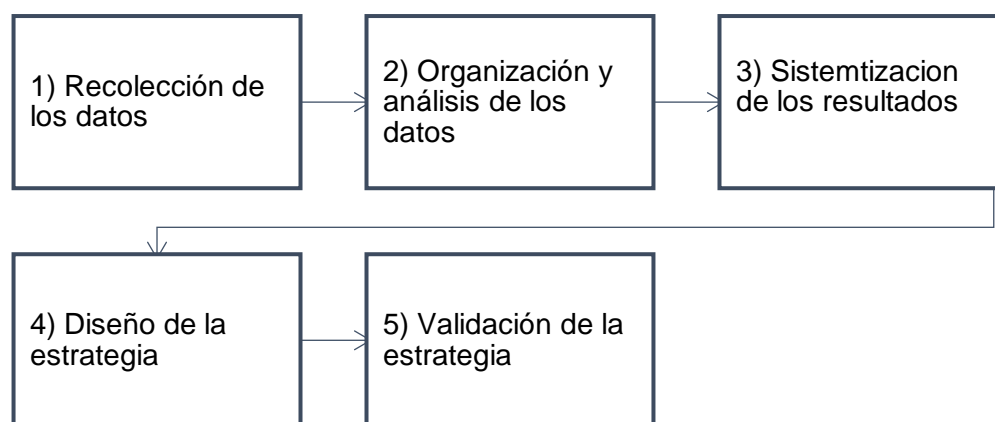 1) Recolección de
los datos
2) Organización y
análisis de los
datos
3) Sistemtizacion
de los resultados
4) Diseño de la
estrategia
5) Validación de la
estrategia